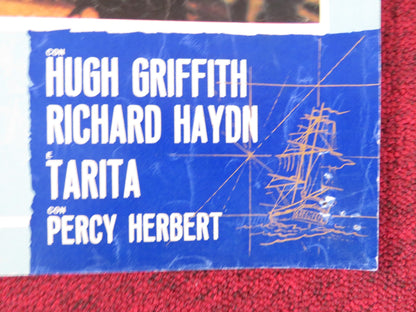 con
HUGH GRIFFITH
RICHARD HAYDN
e
TARITA
con
PERCY HERBERT